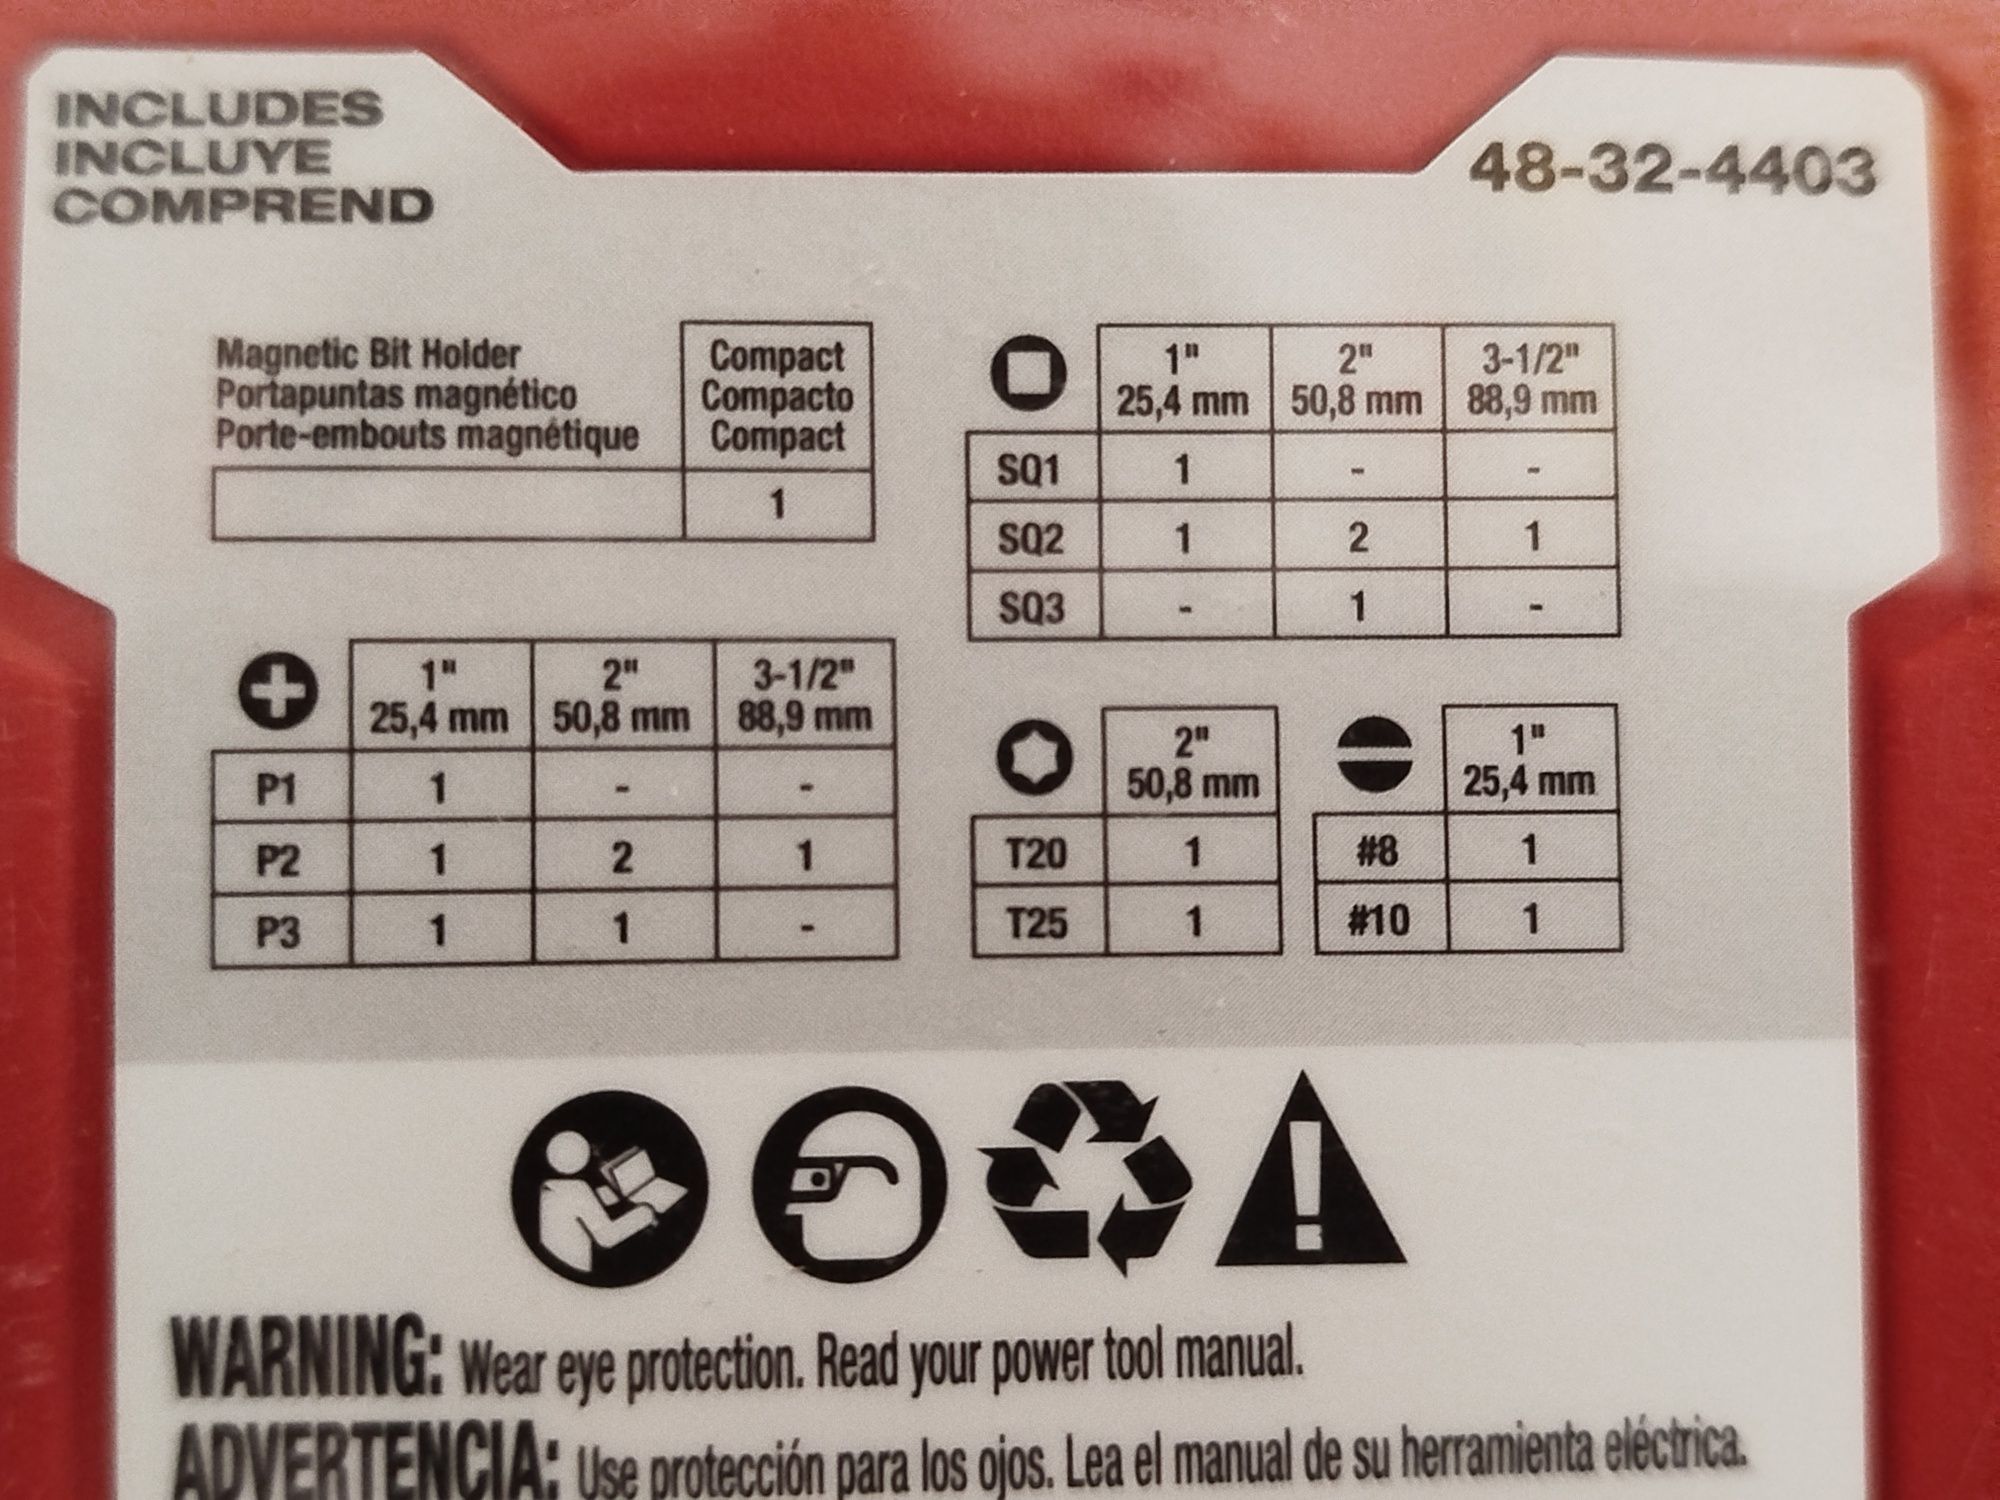 INCLUDES
INCLUYE
COMPREND
48-32-4403
Magnetic Bit Holder
Portapuntas magnético
Porte-embouts magnétique
Compact
Compacto
Compact
1
1" 2" 3-1/2"
25,4 mm 50,8 mm 88,9 mm
SQ1 1 - -
SQ2 1 2 1
SQ3 - 1 -
1" 2" 3-1/2"
25,4 mm 50,8 mm 88,9 mm
P1 1 - -
P2 1 2 1
P3 1 1 -
2"
50,8 mm
T20 1
T25 1
1"
25,4 mm
#8 1
#10 1
WARNING: Wear eye protection. Read your power tool manual.
ADVERTENCIA: Use protección para los ojos. Lea el manual de su herramienta eléctrica.